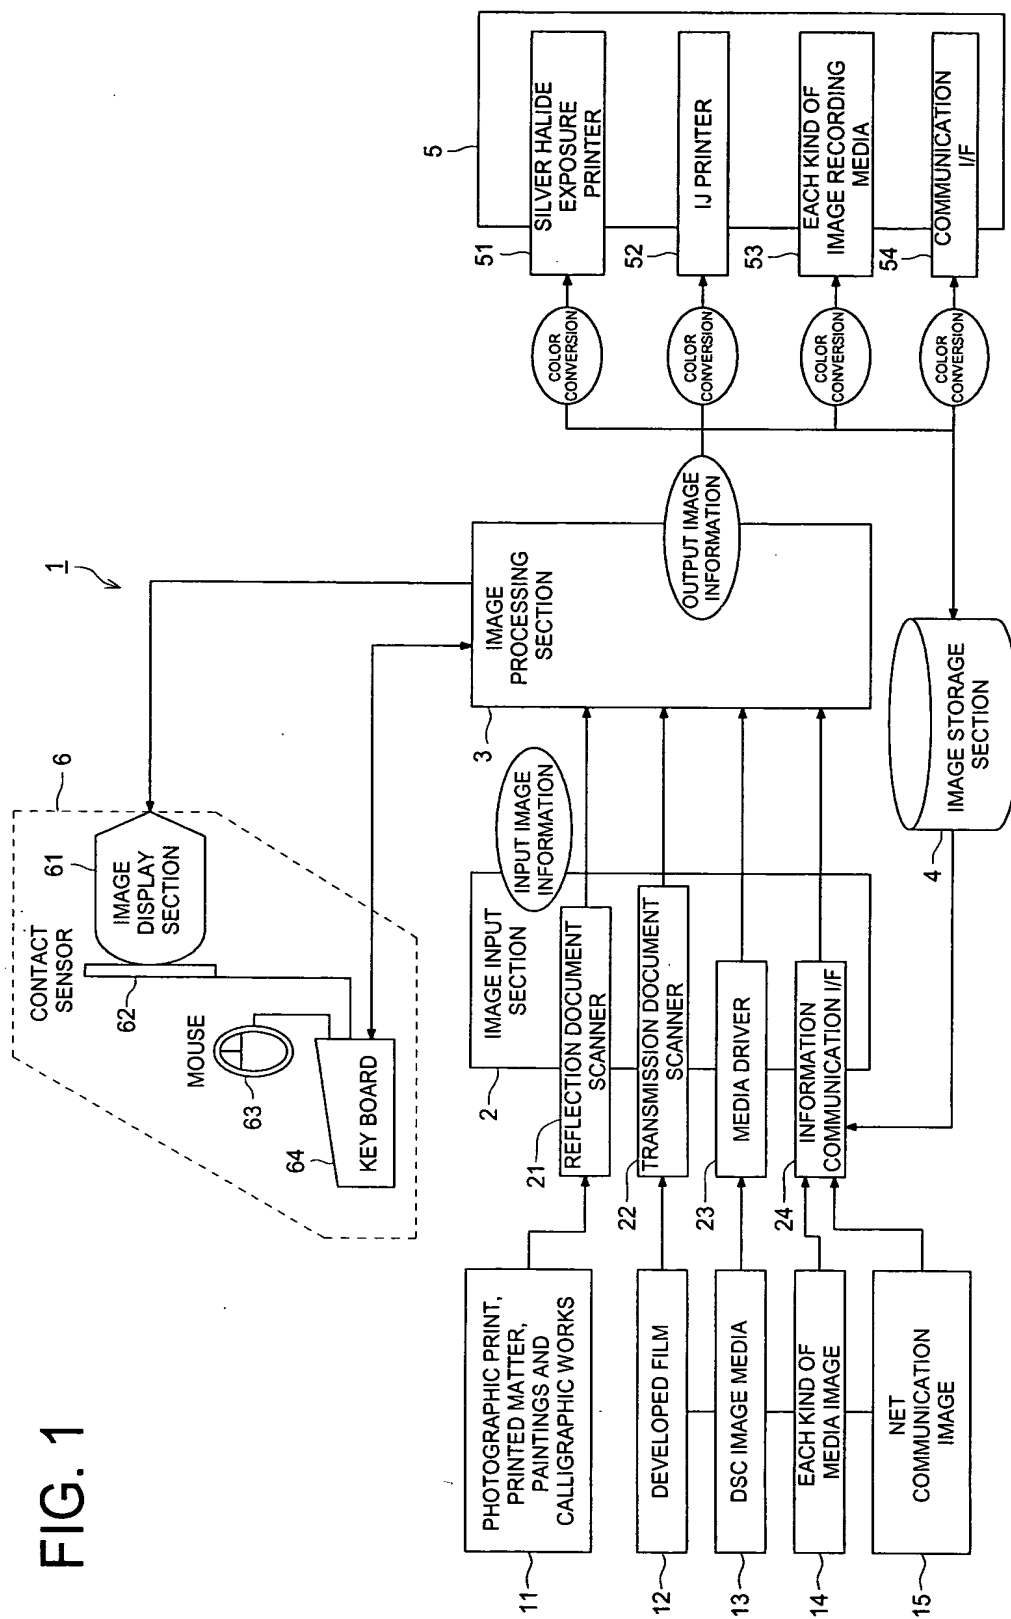 FIG. 1
1
6
CONTACT
SENSOR
61
IMAGE
DISPLAY
SECTION
62
MOUSE
63
64
KEY BOARD
11
PHOTOGRAPHIC PRINT,
PRINTED MATTER,
PAINTINGS AND
CALLIGRAPHIC WORKS
12
DEVELOPED FILM
13
DSC IMAGE MEDIA
14
EACH KIND OF
MEDIA IMAGE
15
NET
COMMUNICATION
IMAGE
2
IMAGE INPUT
SECTION
INPUT IMAGE
INFORMATION
21
REFLECTION DOCUMENT
SCANNER
22
TRANSMISSION DOCUMENT
SCANNER
23
MEDIA DRIVER
24
INFORMATION
COMMUNICATION I/F
3
IMAGE
PROCESSING
SECTION
OUTPUT IMAGE
INFORMATION
4
IMAGE STORAGE
SECTION
COLOR
CONVERSION
COLOR
CONVERSION
COLOR
CONVERSION
COLOR
CONVERSION
5
51
SILVER HALIDE
EXPOSURE
PRINTER
52
IJ PRINTER
53
EACH KIND OF
IMAGE RECORDING
MEDIA
54
COMMUNICATION
I/F